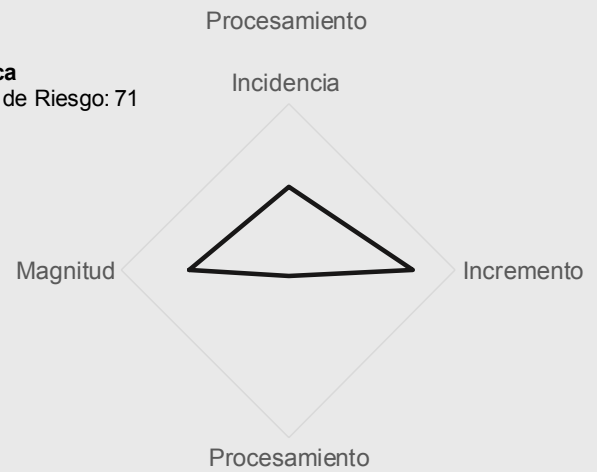 Procesamiento
ca
de Riesgo: 71
Incidencia
Magnitud
Incremento
Procesamiento